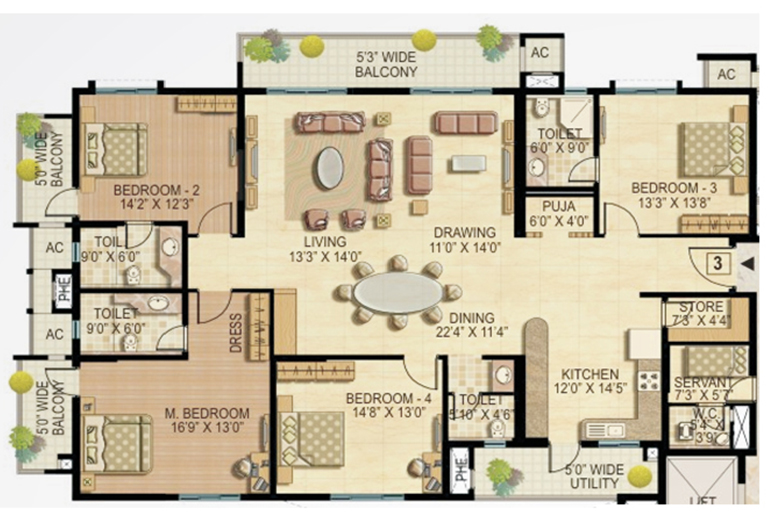 5'3" WIDE
BALCONY
AC
AC
5'0" WIDE
BALCONY
BEDROOM - 2
14'2" X 12'3"
TOILET
6'0" X 9'0"
BEDROOM - 3
13'3" X 13'8"
PUJA
6'0" X 4'0"
LIVING
13'3" X 14'0"
DRAWING
11'0" X 14'0"
3
AC
TOIL
9'0" X 6'0"
PHE
AC
TOILET
9'0" X 6'0"
DRESS
DINING
22'4" X 11'4"
STORE
7'3" X 4'4"
KITCHEN
12'0" X 14'5"
SERVANT
7'3" X 5'7"
5'0" WIDE
BALCONY
M. BEDROOM
16'9" X 13'0"
BEDROOM - 4
14'8" X 13'0"
TOILET
5'10" X 4'6"
W.C.
5'4" X
3'9"
PHE
5'0" WIDE
UTILITY
LIFT